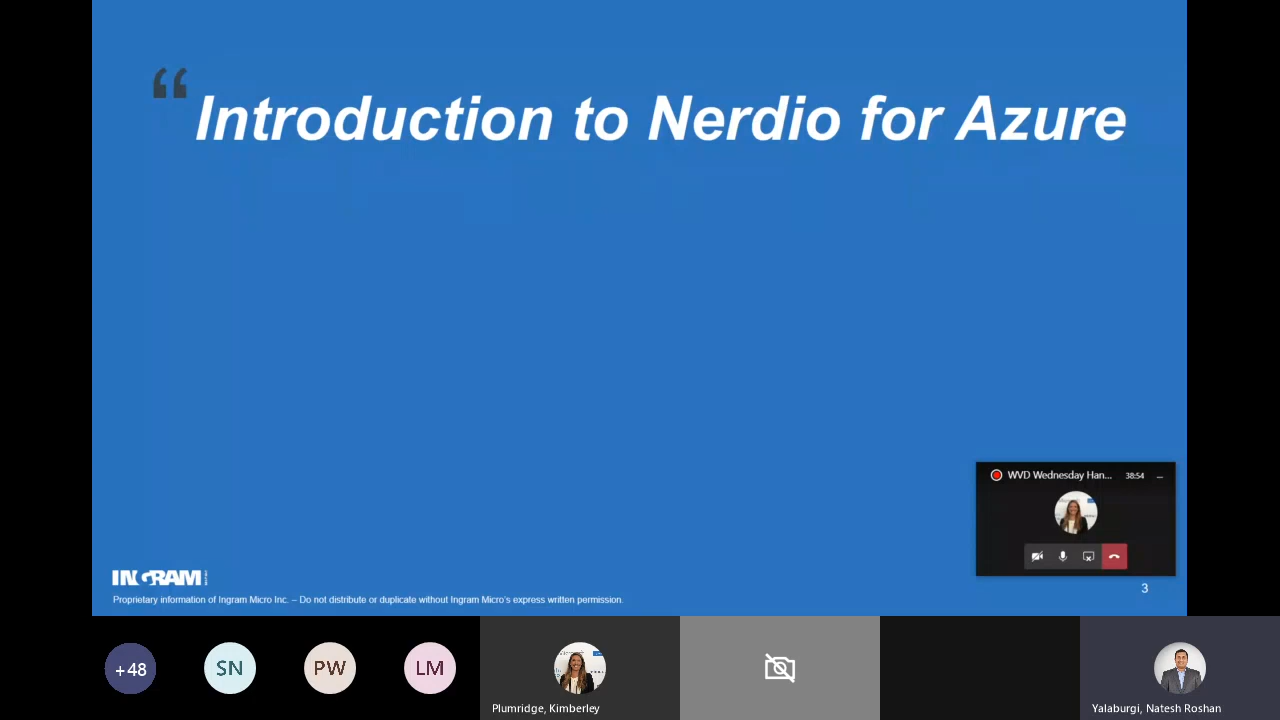 “ Introduction to Nerdio for Azure
WVD Wednesday Han... 38:54
INGRAM
3
Proprietary information of Ingram Micro Inc. – Do not distribute or duplicate without Ingram Micro's express written permission.
+48
SN
PW
LM
Plumridge, Kimberley
Yalaburgi, Natesh Roshan